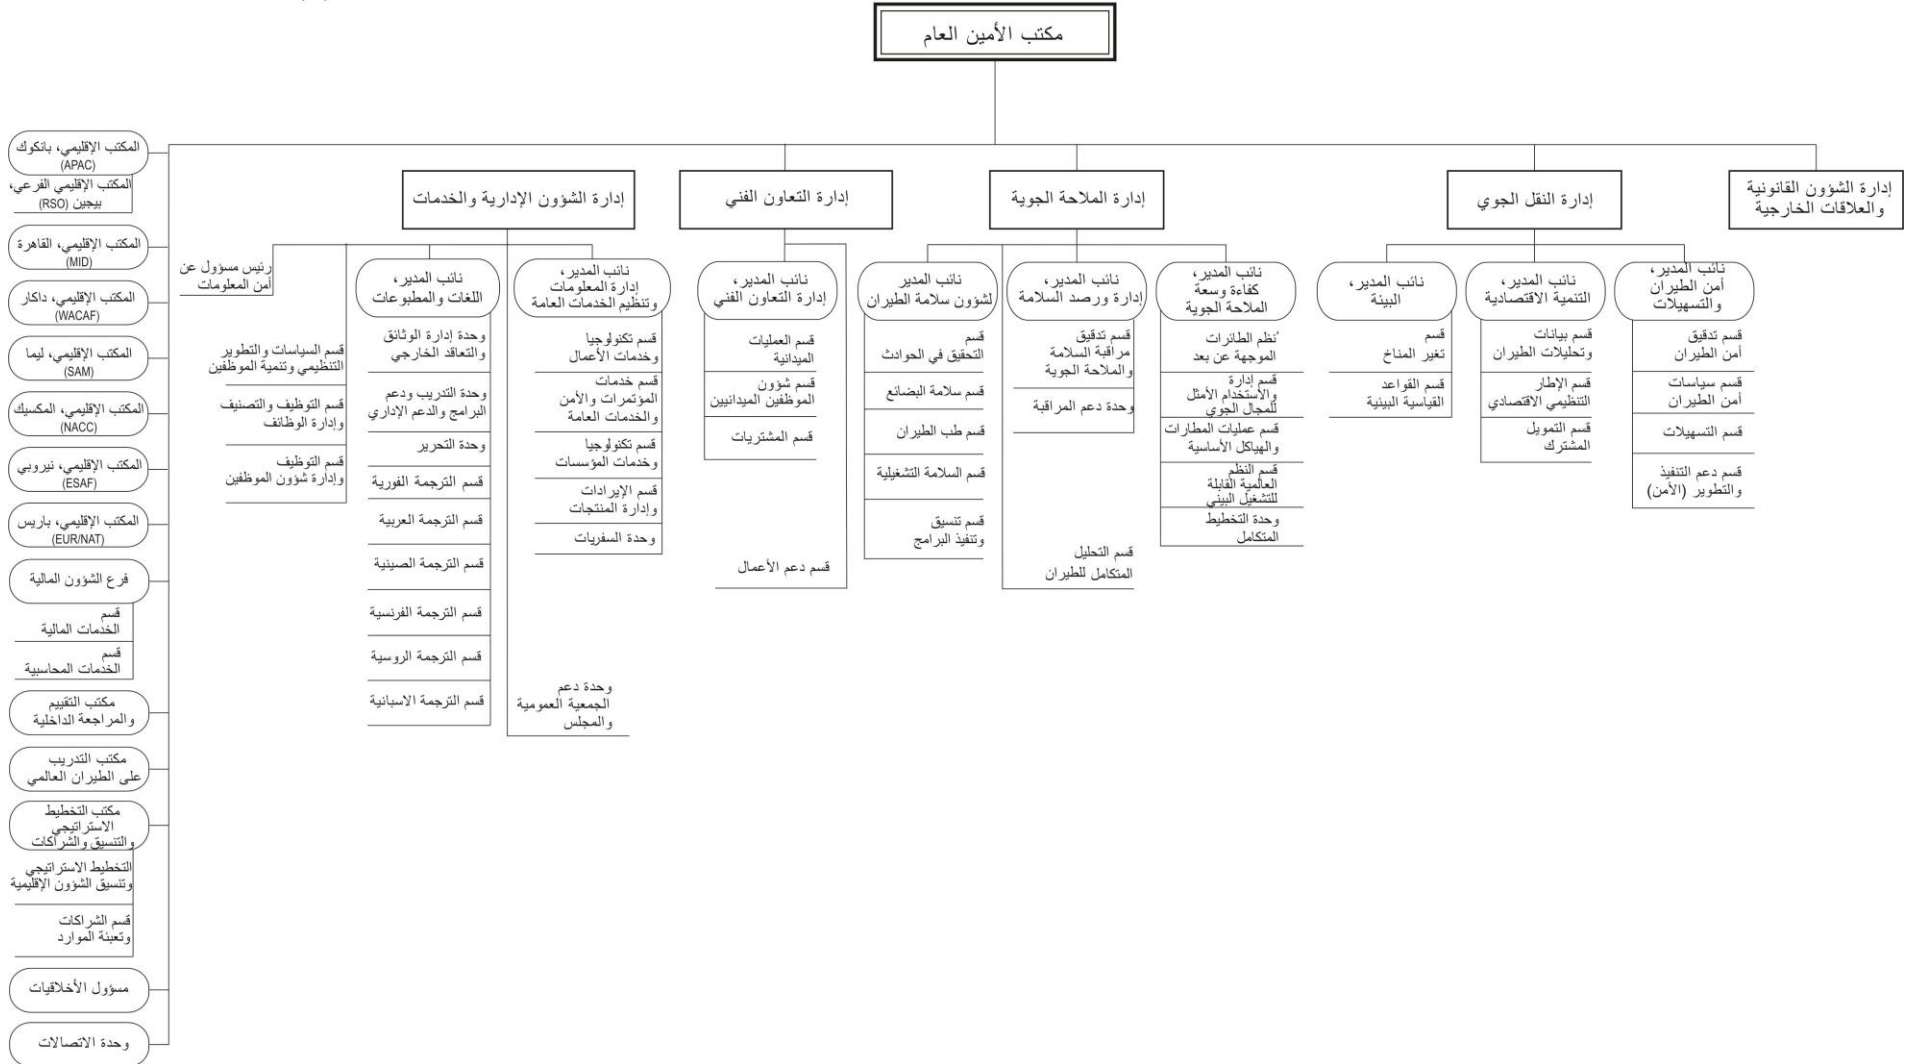 مكتب الأمين العام
إدارة الشؤون القانونية
والعلاقات الخارجية
إدارة النقل الجوي
نائب المدير،
أمن الطيران
والتسهيلات
قسم تدقيق
أمن الطيران
قسم سياسات
أمن الطيران
قسم التسهيلات
قسم دعم التنفيذ
والتطوير (الأمن)
نائب المدير،
التنمية الاقتصادية
قسم بيانات
وتحليلات الطيران
قسم الإطار
التنظيمي الاقتصادي
قسم التمويل
المشترك
نائب المدير،
البيئة
قسم
تغير المناخ
قسم القواعد
القياسية البيئية
إدارة الملاحة الجوية
نائب المدير،
كفاءة وسعة
الملاحة الجوية
نُظم الطائرات
الموجهة عن بعد
قسم إدارة
والاستخدام الأمثل
للمجال الجوي
قسم عمليات المطارات
والهياكل الأساسية
قسم النظم
العالمية القابلة
للتشغيل البيني
وحدة التخطيط
المتكامل
نائب المدير،
إدارة ورصد السلامة
قسم تدقيق
مراقبة السلامة
والملاحة الجوية
وحدة دعم المراقبة
قسم التحليل
المتكامل للطيران
نائب المدير
لشؤون سلامة الطيران
قسم
التحقيق في الحوادث
قسم سلامة البضائع
قسم طب الطيران
قسم السلامة التشغيلية
قسم تنسيق
وتنفيذ البرامج
إدارة التعاون الفني
نائب المدير،
إدارة التعاون الفني
قسم العمليات
الميدانية
قسم شؤون
الموظفين الميدانيين
قسم المشتريات
قسم دعم الأعمال
إدارة الشؤون الإدارية والخدمات
نائب المدير،
إدارة المعلومات
وتنظيم الخدمات العامة
قسم تكنولوجيا
وخدمات الأعمال
قسم خدمات
المؤتمرات والأمن
والخدمات العامة
قسم تكنولوجيا
وخدمات المؤسسات
قسم الإيرادات
وإدارة المنتجات
وحدة السفريات
وحدة دعم
الجمعية العمومية
والمجلس
نائب المدير،
اللغات والمطبوعات
وحدة إدارة الوثائق
والتعاقد الخارجي
وحدة التدريب ودعم
البرامج والدعم الإداري
وحدة التحرير
قسم الترجمة الفورية
قسم الترجمة العربية
قسم الترجمة الصينية
قسم الترجمة الفرنسية
قسم الترجمة الروسية
قسم الترجمة الاسبانية
رئيس مسؤول عن
أمن المعلومات
قسم السياسات والتطوير
التنظيمي وتنمية الموظفين
قسم التوظيف والتصنيف
وإدارة الوظائف
قسم التوظيف
وإدارة شؤون الموظفين
المكتب الإقليمي، بانكوك
(APAC)
المكتب الإقليمي الفرعي،
بيجين (RSO)
المكتب الإقليمي، القاهرة
(MID)
المكتب الإقليمي، داكار
(WACAF)
المكتب الإقليمي، ليما
(SAM)
المكتب الإقليمي، المكسيك
(NACC)
المكتب الإقليمي، نيروبي
(ESAF)
المكتب الإقليمي، باريس
(EUR/NAT)
فرع الشؤون المالية
قسم
الخدمات المالية
قسم
الخدمات المحاسبية
مكتب التقييم
والمراجعة الداخلية
مكتب التدريب
على الطيران العالمي
مكتب التخطيط
الاستراتيجي
والتنسيق والشراكات
التخطيط الاستراتيجي
وتنسيق الشؤون الإقليمية
قسم الشراكات
وتعبئة الموارد
مسؤول الأخلاقيات
وحدة الاتصالات